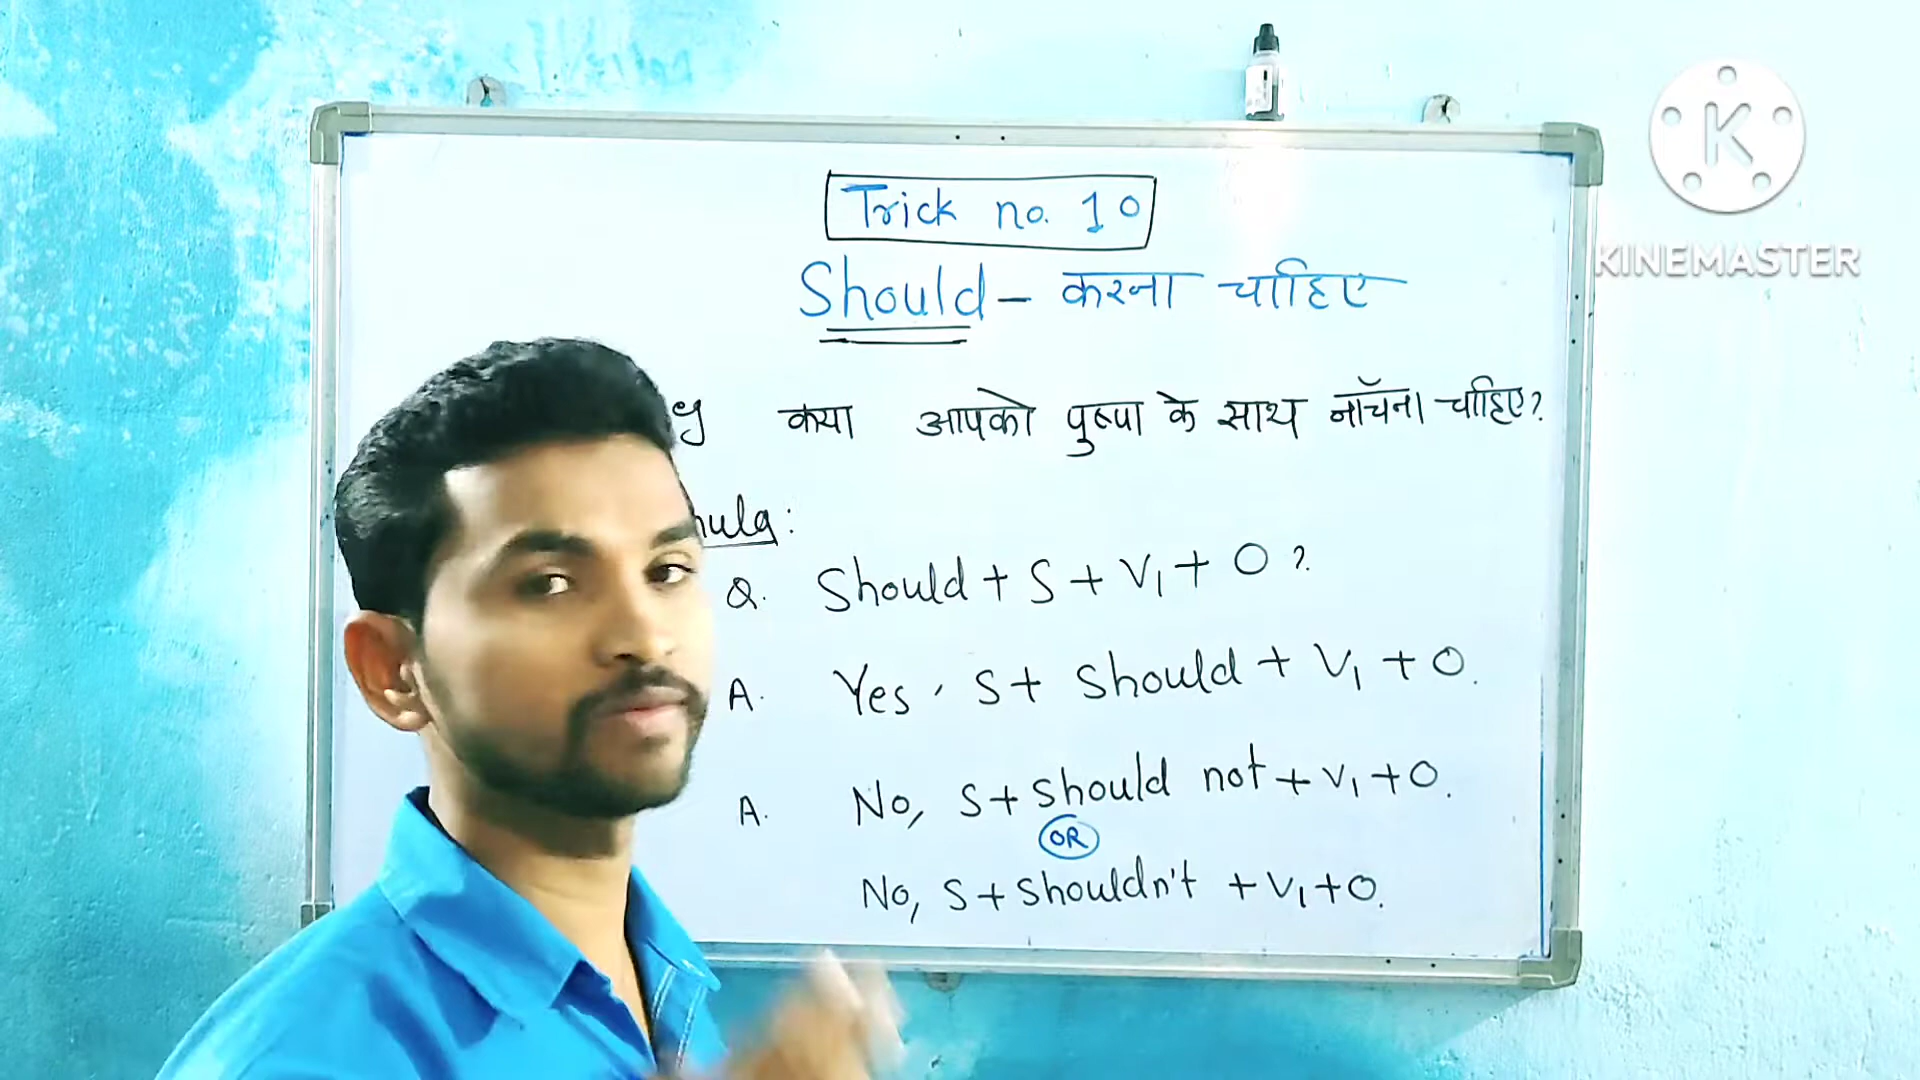 Trick no. 10
Should - करना चाहिए
eg क्या आपको पुष्पा के साथ नॉचना चाहिए?
Q. Should + S + V1 + O ?
A. Yes, S + should + V1 + O.
A. No, S + should not + V1 + O.
OR
No, S + shouldn't + V1 + O.
K
KINEMASTER